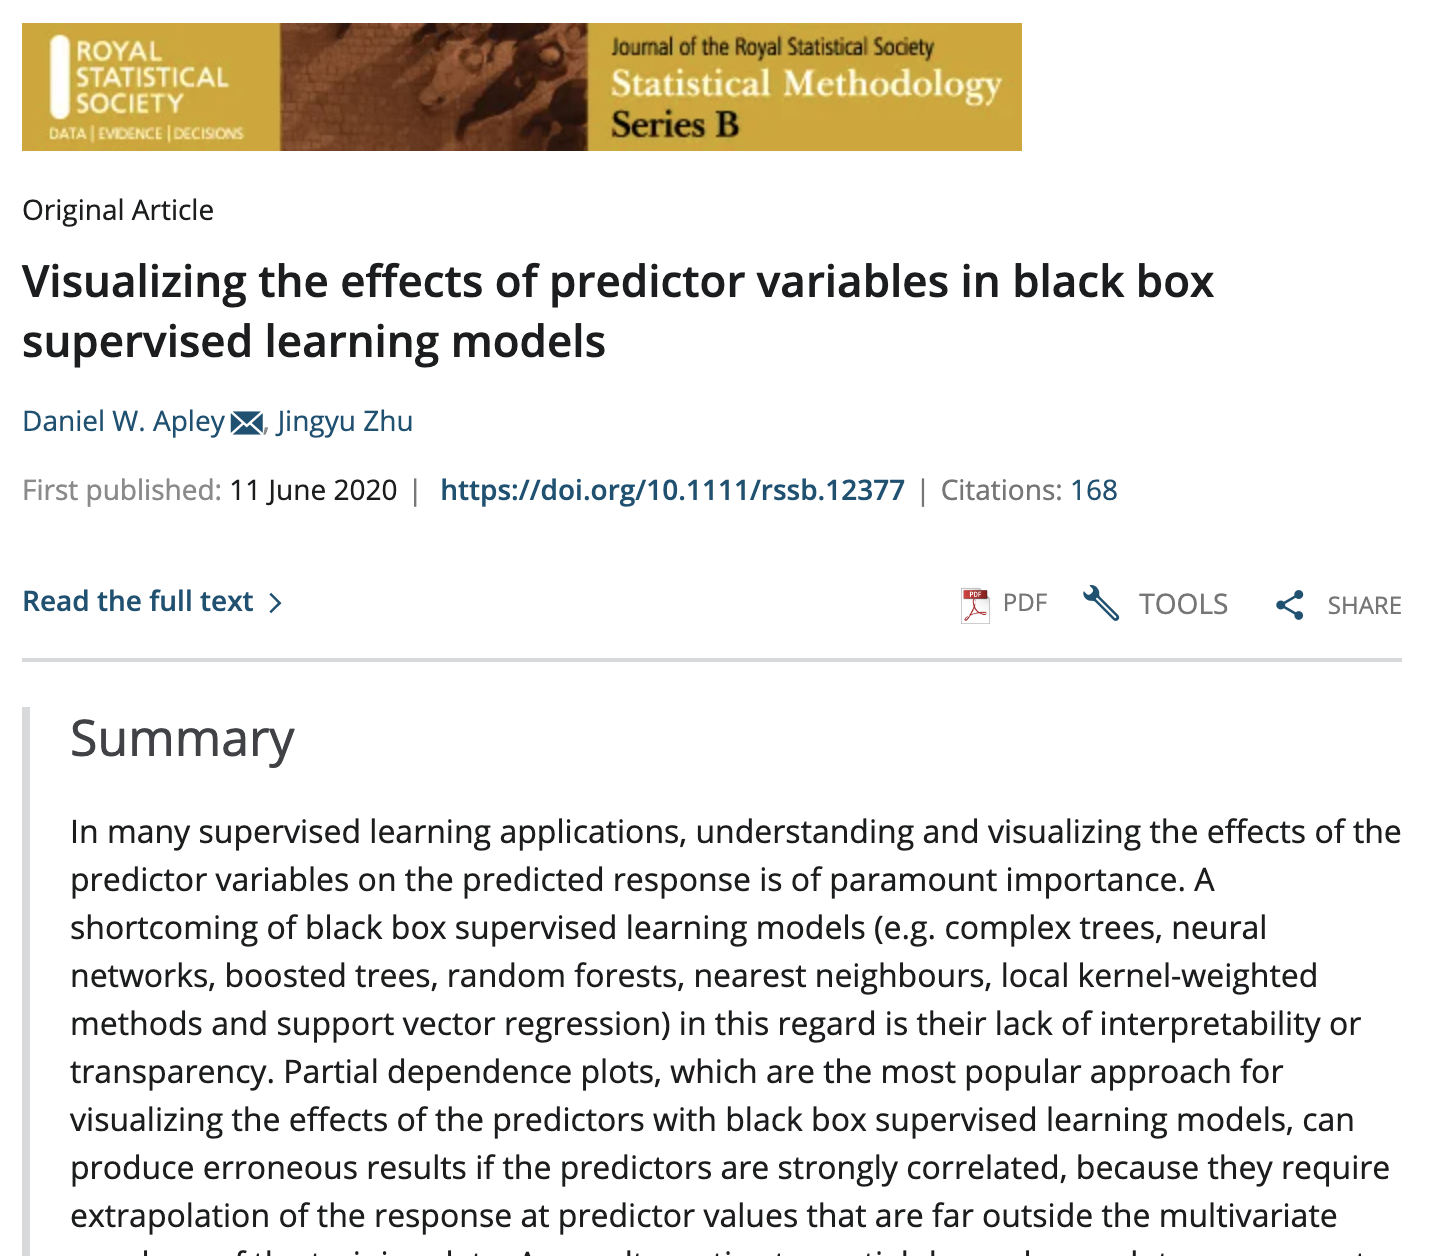 ROYAL
STATISTICAL
SOCIETY
DATA | EVIDENCE | DECISIONS
Journal of the Royal Statistical Society
Statistical Methodology
Series B
Original Article
Visualizing the effects of predictor variables in black box
supervised learning models
Daniel W. Apley, Jingyu Zhu
First published: 11 June 2020 | https://doi.org/10.1111/rssb.12377 | Citations: 168
Read the full text
PDF PDF TOOLS SHARE
Summary
In many supervised learning applications, understanding and visualizing the effects of the
predictor variables on the predicted response is of paramount importance. A
shortcoming of black box supervised learning models (e.g. complex trees, neural
networks, boosted trees, random forests, nearest neighbours, local kernel-weighted
methods and support vector regression) in this regard is their lack of interpretability or
transparency. Partial dependence plots, which are the most popular approach for
visualizing the effects of the predictors with black box supervised learning models, can
produce erroneous results if the predictors are strongly correlated, because they require
extrapolation of the response at predictor values that are far outside the multivariate